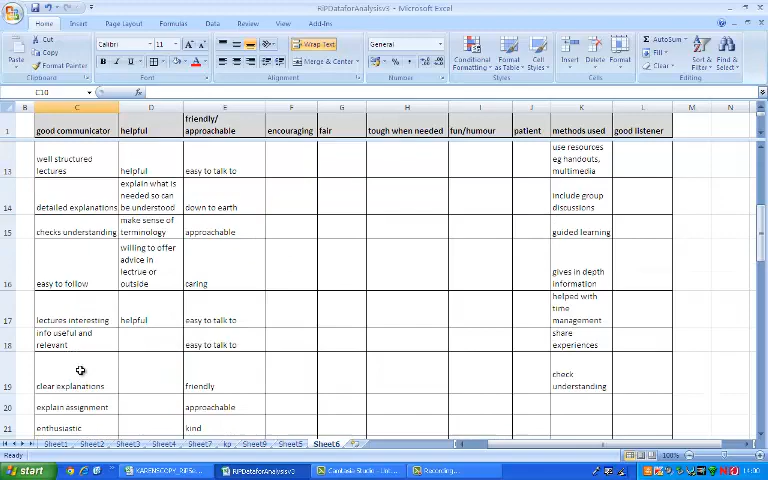 RiPDataforAnalysisv3 - Microsoft Excel
Home Insert Page Layout Formulas Data Review View Add-Ins
Cut
Copy
Format Painter
Paste
Clipboard
Calibri 11
B I U
Font
Wrap Text
Merge & Center
Alignment
General
Number
Conditional Formatting
Format as Table
Cell Styles
Styles
Insert Delete Format
Cells
AutoSum
Fill
Clear
Sort & Filter
Find & Select
Editing
C10
B C D E F G H I J K L M N
1 good communicator helpful friendly/ approachable encouraging fair tough when needed fun/humour patient methods used good listener
13 well structured lectures helpful easy to talk to use resources eg handouts, multimedia
14 detailed explanations explain what is needed so can be understood down to earth include group discussions
15 checks understanding make sense of terminology approachable guided learning
16 easy to follow willing to offer advice in lectrue or outside caring gives in depth information
17 lectures interesting helpful easy to talk to helped with time management
18 info useful and relevant easy to talk to share experiences
19 clear explanations friendly check understanding
20 explain assignment approachable
21 enthusiastic kind
Sheet1 Sheet2 Sheet3 Sheet4 Sheet7 kp Sheet9 Sheet5 Sheet6
Ready
100%
start
KARENSCOPY_RiPSe...
RiPDataforAnalysisv3
Camtasia Studio - Un...
Recording...
14:00